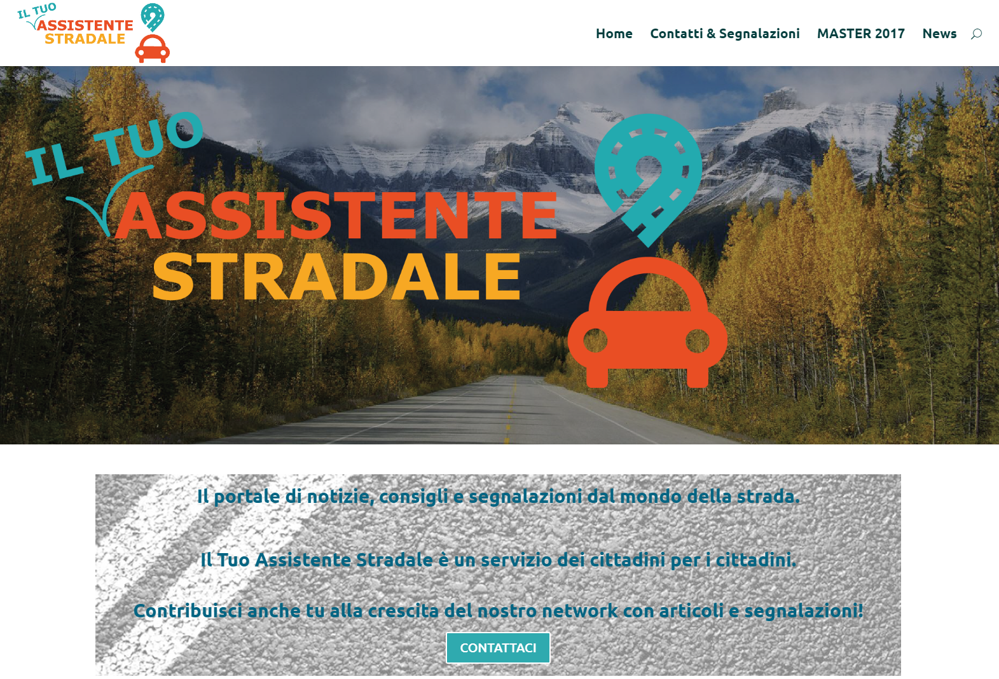 IL TUO
ASSISTENTE
STRADALE
Home Contatti & Segnalazioni MASTER 2017 News
IL TUO
ASSISTENTE
STRADALE
Il portale di notizie, consigli e segnalazioni dal mondo della strada.
Il Tuo Assistente Stradale è un servizio dei cittadini per i cittadini.
Contribuisci anche tu alla crescita del nostro network con articoli e segnalazioni!
CONTATTACI